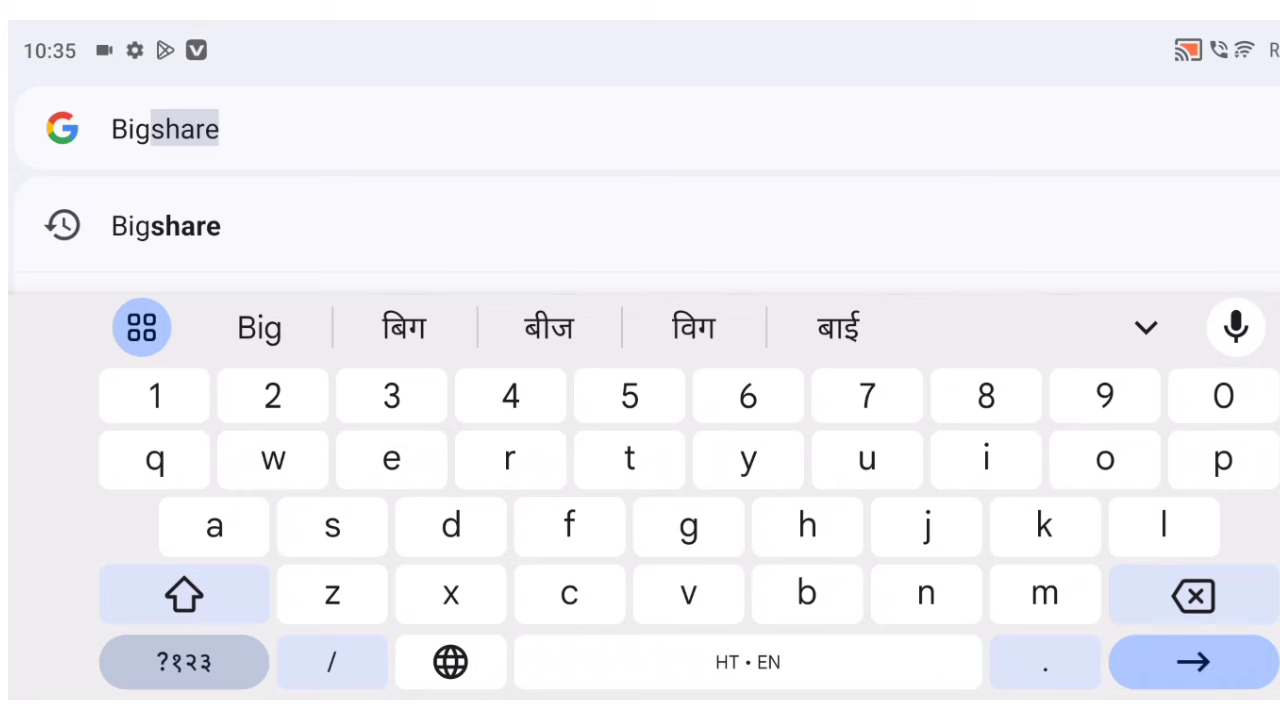 10:35 R
Bigshare
Bigshare
Big बिग बीज विग बाई
1 2 3 4 5 6 7 8 9 0
q w e r t y u i o p
a s d f g h j k l
z x c v b n m
?१२३ / HT • EN .